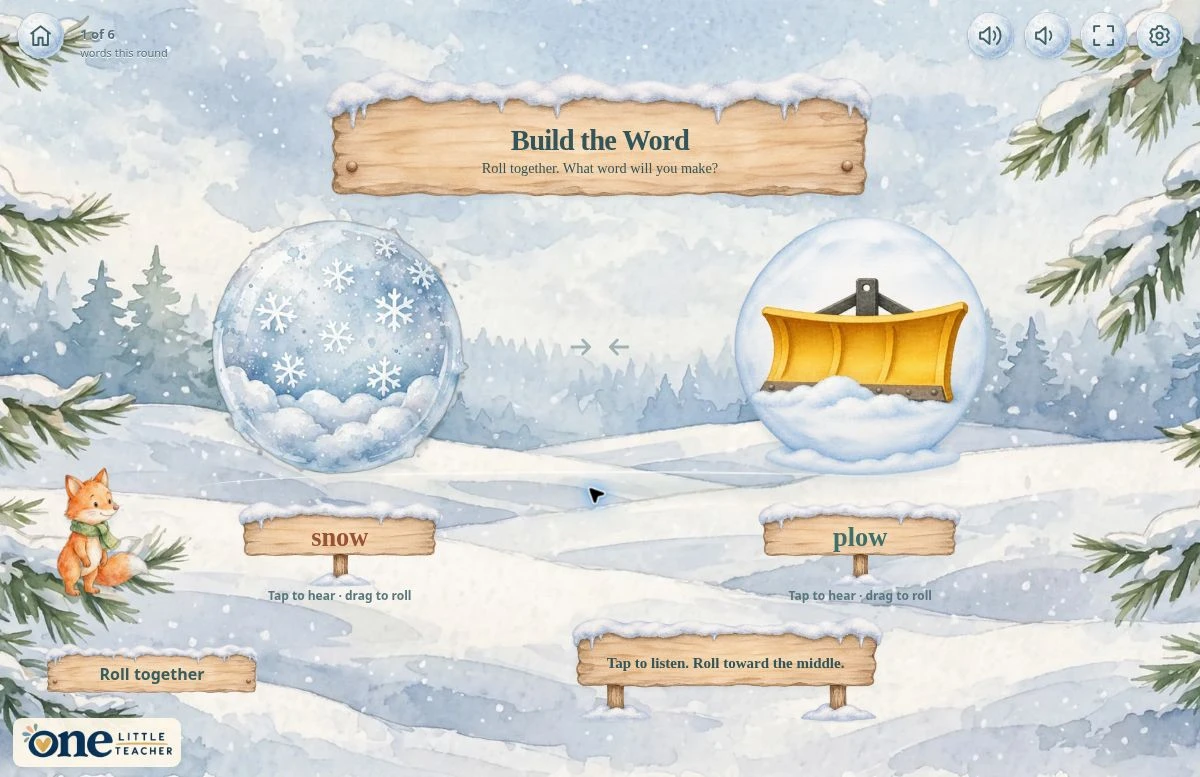 1 of 6
words this round
Build the Word
Roll together. What word will you make?
snow
plow
Tap to hear · drag to roll
Tap to hear · drag to roll
Tap to listen. Roll toward the middle.
Roll together
one LITTLE TEACHER